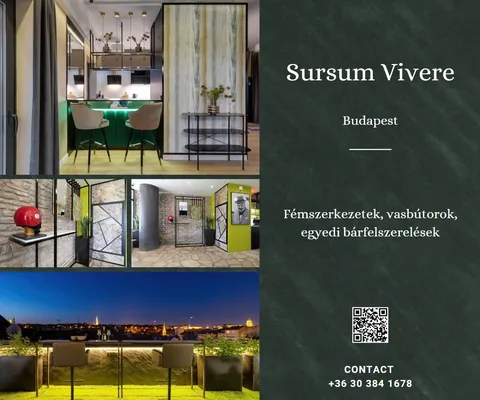 Sursum Vivere
Budapest
Fémszerkezetek, vasbútorok,
egyedi bárfelszerelések
CONTACT
+36 30 384 1678